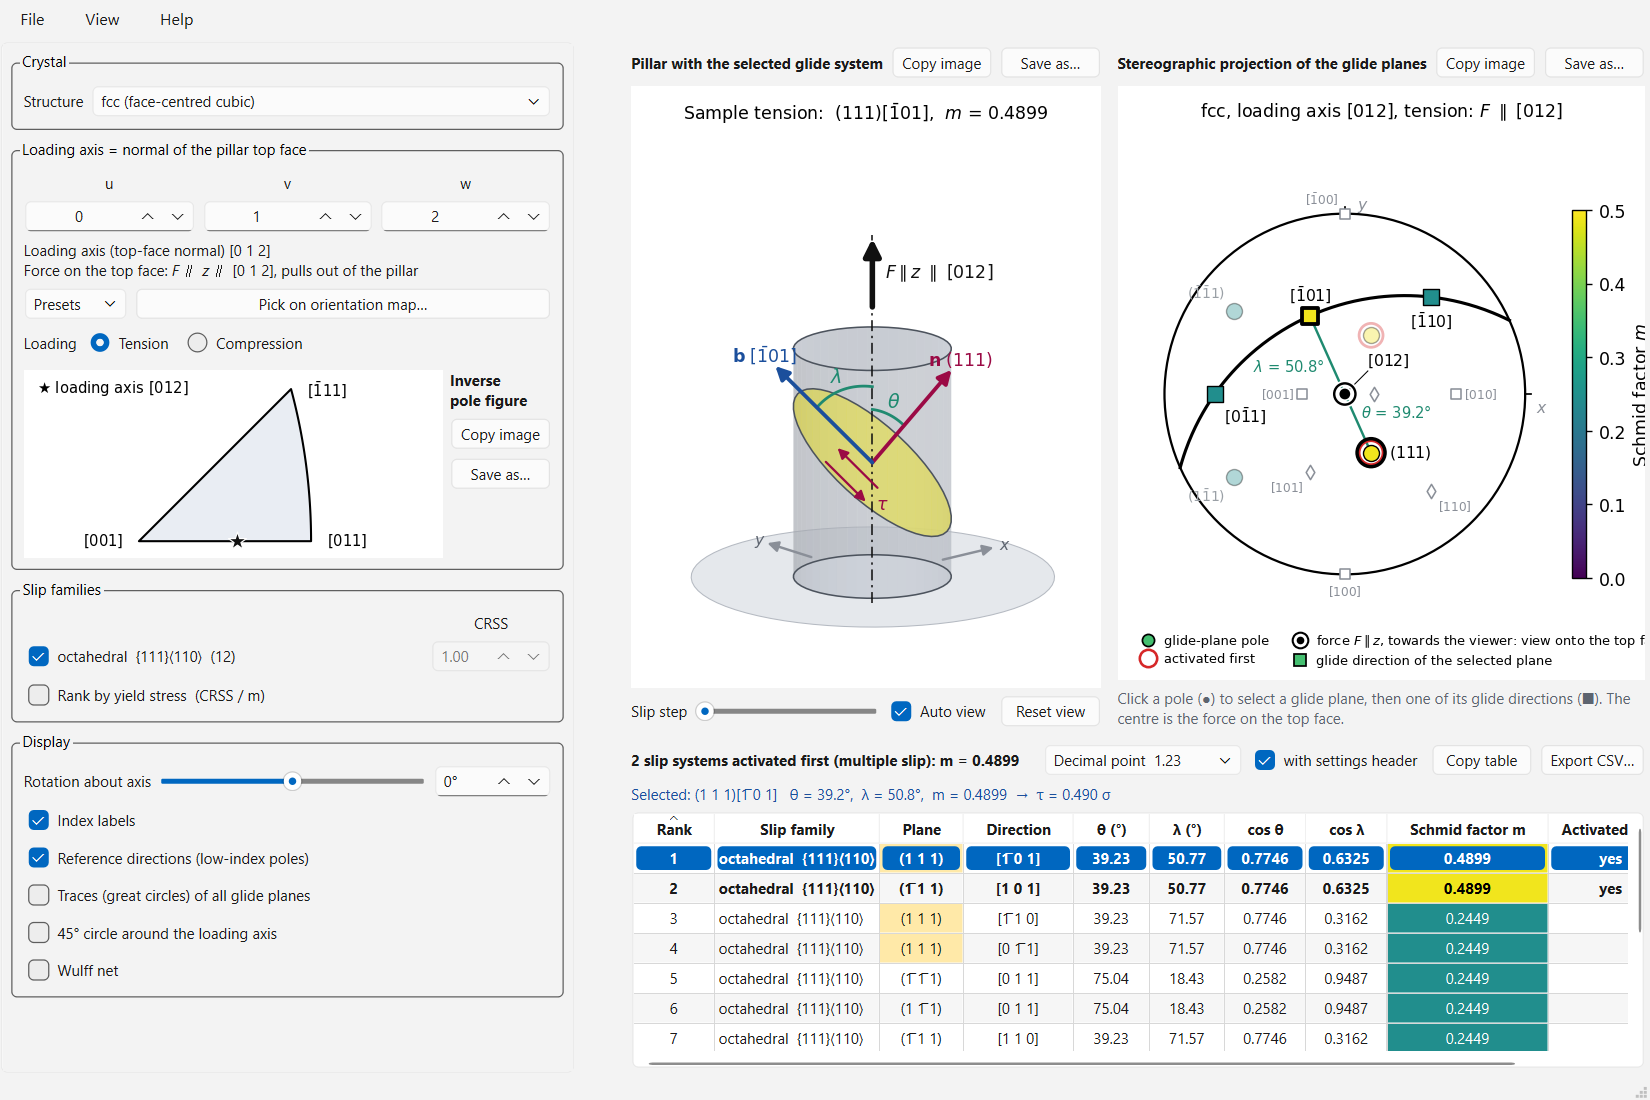 File View Help
Crystal
Structure fcc (face-centred cubic)
Loading axis = normal of the pillar top face
u v w
0 1 2
Loading axis (top-face normal) [0 1 2]
Force on the top face: F ∥ z ∥ [0 1 2], pulls out of the pillar
Presets Pick on orientation map...
Loading Tension Compression
★ loading axis [012]
[1̄11]
[001]
[011]
Inverse
pole figure
Copy image
Save as...
Slip families
CRSS
octahedral {111}⟨110⟩ (12) 1.00
Rank by yield stress (CRSS / m)
Display
Rotation about axis 0°
Index labels
Reference directions (low-index poles)
Traces (great circles) of all glide planes
45° circle around the loading axis
Wulff net
Pillar with the selected glide system Copy image Save as...
Sample tension: (111)[1̄01], m = 0.4899
F ∥ z ∥ [012]
b [1̄01]
n (111)
λ
θ
τ
y
x
Slip step Auto view Reset view
Stereographic projection of the glide planes Copy image Save as...
fcc, loading axis [012], tension: F ∥ [012]
[1̄00] y
(1̄1̄1) [1̄01] [1̄10]
[012]
λ = 50.8°
[001] [010]
x
θ = 39.2°
[01̄1]
(111)
(11̄1) [101] [110]
[100]
0.5
0.4
0.3
0.2
0.1
0.0
Schmid factor m
glide-plane pole
activated first
force F ∥ z, towards the viewer: view onto the top f
glide direction of the selected plane
Click a pole (●) to select a glide plane, then one of its glide directions (■). The
centre is the force on the top face.
2 slip systems activated first (multiple slip): m = 0.4899 Decimal point 1.23 with settings header Copy table Export CSV...
Selected: (1 1 1)[1̄ 0 1] θ = 39.2°, λ = 50.8°, m = 0.4899 → τ = 0.490 σ
Rank Slip family Plane Direction θ (°) λ (°) cos θ cos λ Schmid factor m Activated
1 octahedral {111}⟨110⟩ (1 1 1) [1̄ 0 1] 39.23 50.77 0.7746 0.6325 0.4899 yes
2 octahedral {111}⟨110⟩ (1̄ 1 1) [1 0 1] 39.23 50.77 0.7746 0.6325 0.4899 yes
3 octahedral {111}⟨110⟩ (1 1 1) [1̄ 1 0] 39.23 71.57 0.7746 0.3162 0.2449
4 octahedral {111}⟨110⟩ (1 1 1) [0 1̄ 1] 39.23 71.57 0.7746 0.3162 0.2449
5 octahedral {111}⟨110⟩ (1̄ 1̄ 1) [0 1 1] 75.04 18.43 0.2582 0.9487 0.2449
6 octahedral {111}⟨110⟩ (1 1̄ 1) [0 1 1] 75.04 18.43 0.2582 0.9487 0.2449
7 octahedral {111}⟨110⟩ (1̄ 1 1) [1 1 0] 39.23 71.57 0.7746 0.3162 0.2449